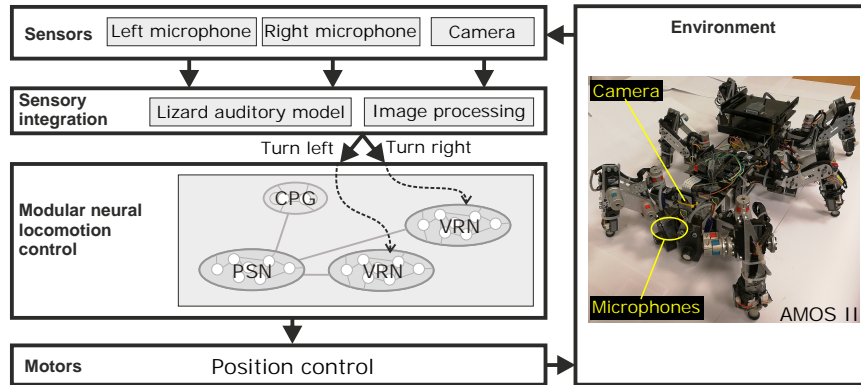 Sensors
Left microphone
Right microphone
Camera
Sensory
integration
Lizard auditory model
Image processing
Turn left
Turn right
Modular neural
locomotion
control
CPG
VRN
PSN
VRN
Motors
Position control
Environment
Camera
Microphones
AMOS II